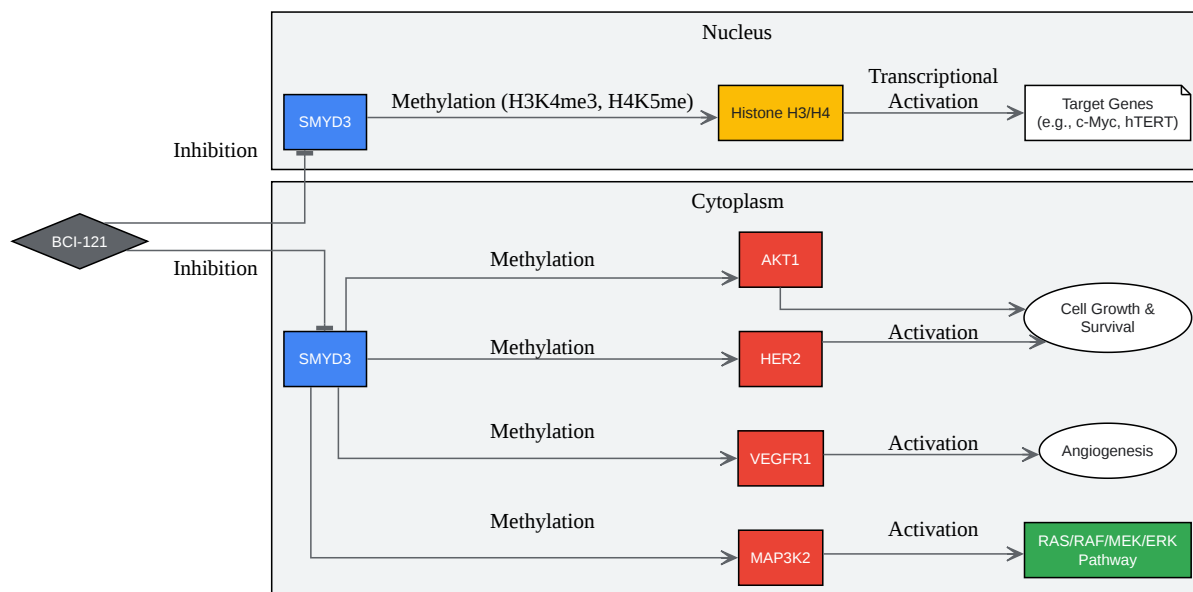 Nucleus
Transcriptional
Activation
Methylation (H3K4me3, H4K5me)
SMYD3
Histone H3/H4
Target Genes
(e.g., c-Myc, hTERT)
Inhibition
Cytoplasm
BCI-121
Inhibition
Methylation
AKT1
Cell Growth &
Survival
SMYD3
Methylation
HER2
Activation
Methylation
VEGFR1
Activation
Angiogenesis
Methylation
MAP3K2
Activation
RAS/RAF/MEK/ERK
Pathway